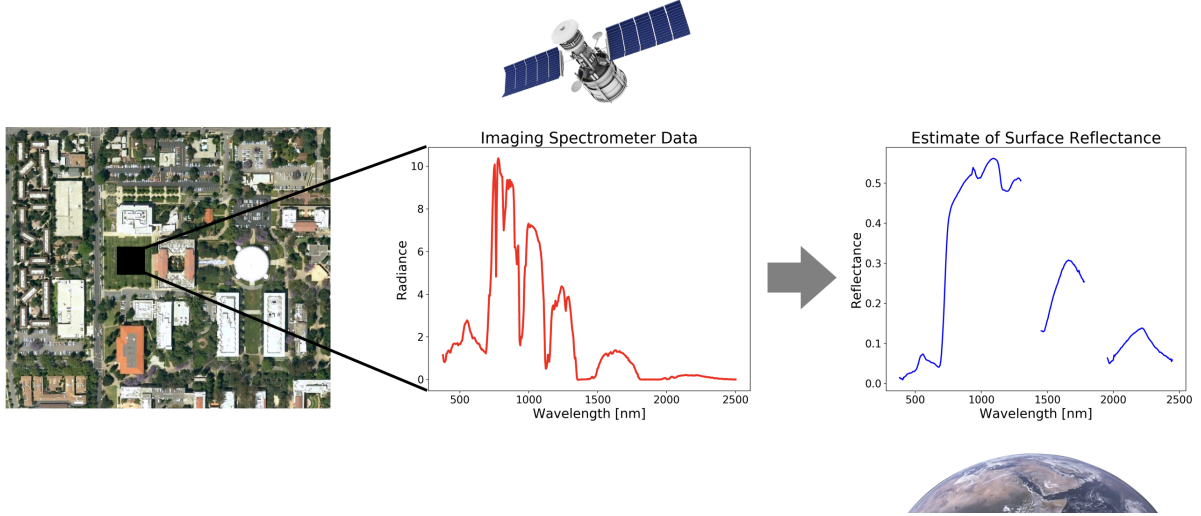 Imaging Spectrometer Data
Radiance
10
8
6
4
2
0
500 1000 1500 2000 2500
Wavelength [nm]
Estimate of Surface Reflectance
Reflectance
0.5
0.4
0.3
0.2
0.1
0.0
500 1000 1500 2000 2500
Wavelength [nm]